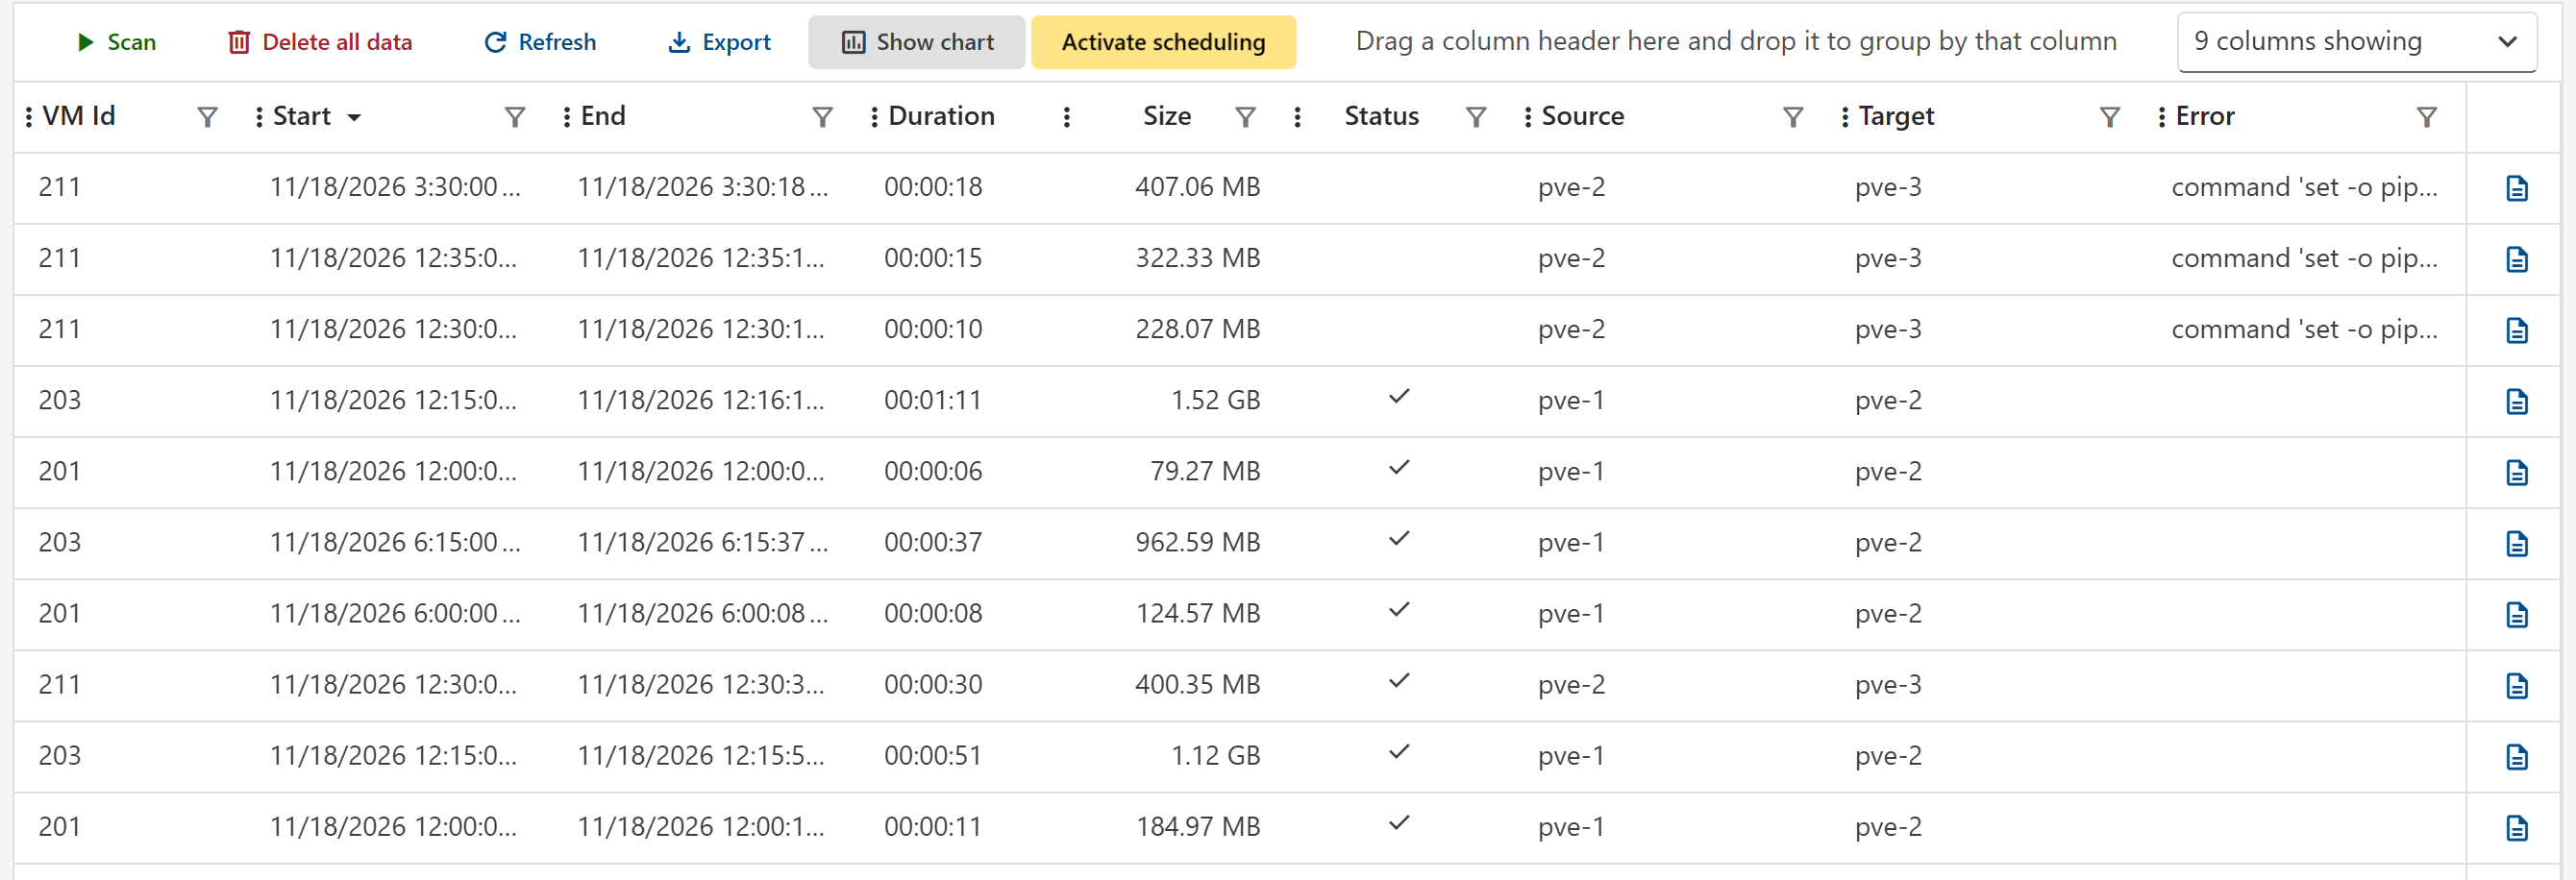 Scan Delete all data Refresh Export Show chart Activate scheduling Drag a column header here and drop it to group by that column 9 columns showing
VM Id Start End Duration Size Status Source Target Error
211 11/18/2026 3:30:00... 11/18/2026 3:30:18... 00:00:18 407.06 MB pve-2 pve-3 command 'set -o pip...
211 11/18/2026 12:35:0... 11/18/2026 12:35:1... 00:00:15 322.33 MB pve-2 pve-3 command 'set -o pip...
211 11/18/2026 12:30:0... 11/18/2026 12:30:1... 00:00:10 228.07 MB pve-2 pve-3 command 'set -o pip...
203 11/18/2026 12:15:0... 11/18/2026 12:16:1... 00:01:11 1.52 GB pve-1 pve-2
201 11/18/2026 12:00:0... 11/18/2026 12:00:0... 00:00:06 79.27 MB pve-1 pve-2
203 11/18/2026 6:15:00... 11/18/2026 6:15:37... 00:00:37 962.59 MB pve-1 pve-2
201 11/18/2026 6:00:00... 11/18/2026 6:00:08... 00:00:08 124.57 MB pve-1 pve-2
211 11/18/2026 12:30:0... 11/18/2026 12:30:3... 00:00:30 400.35 MB pve-2 pve-3
203 11/18/2026 12:15:0... 11/18/2026 12:15:5... 00:00:51 1.12 GB pve-1 pve-2
201 11/18/2026 12:00:0... 11/18/2026 12:00:1... 00:00:11 184.97 MB pve-1 pve-2